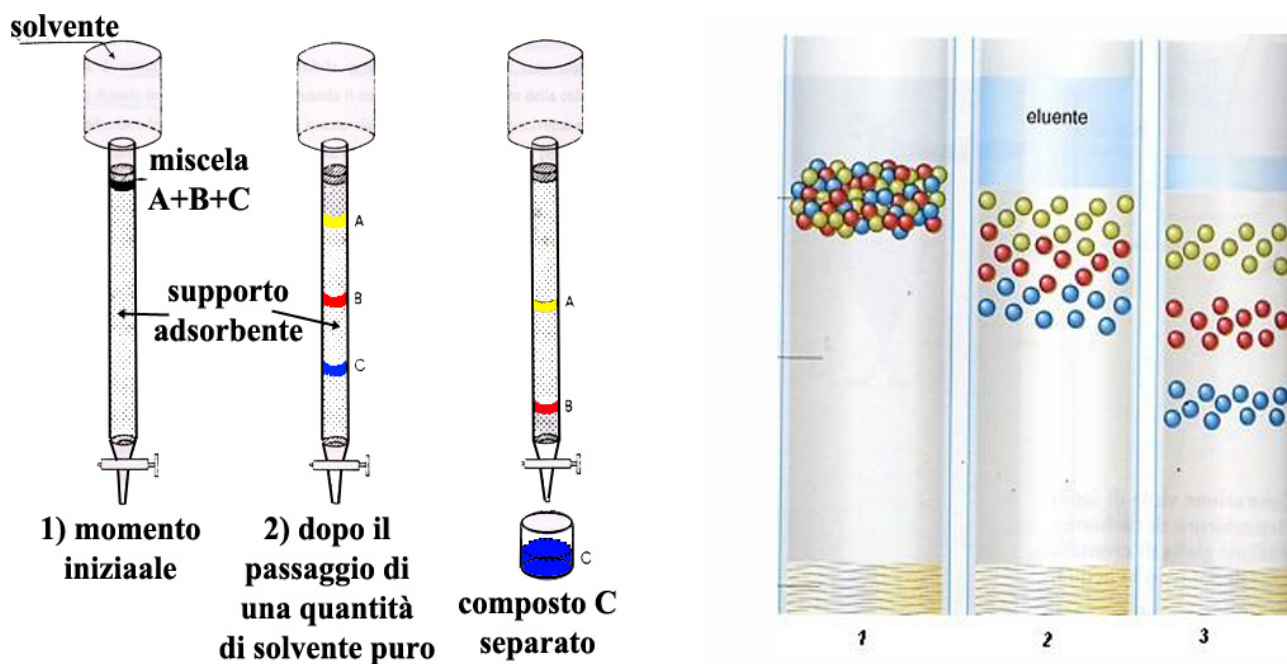 solvente
miscela
A+B+C
supporto
adsorbente
1) momento
iniziaale
A
B
C
2) dopo il
passaggio di
una quantità
di solvente puro
A
B
C
composto C
separato
eluente
1
2
3